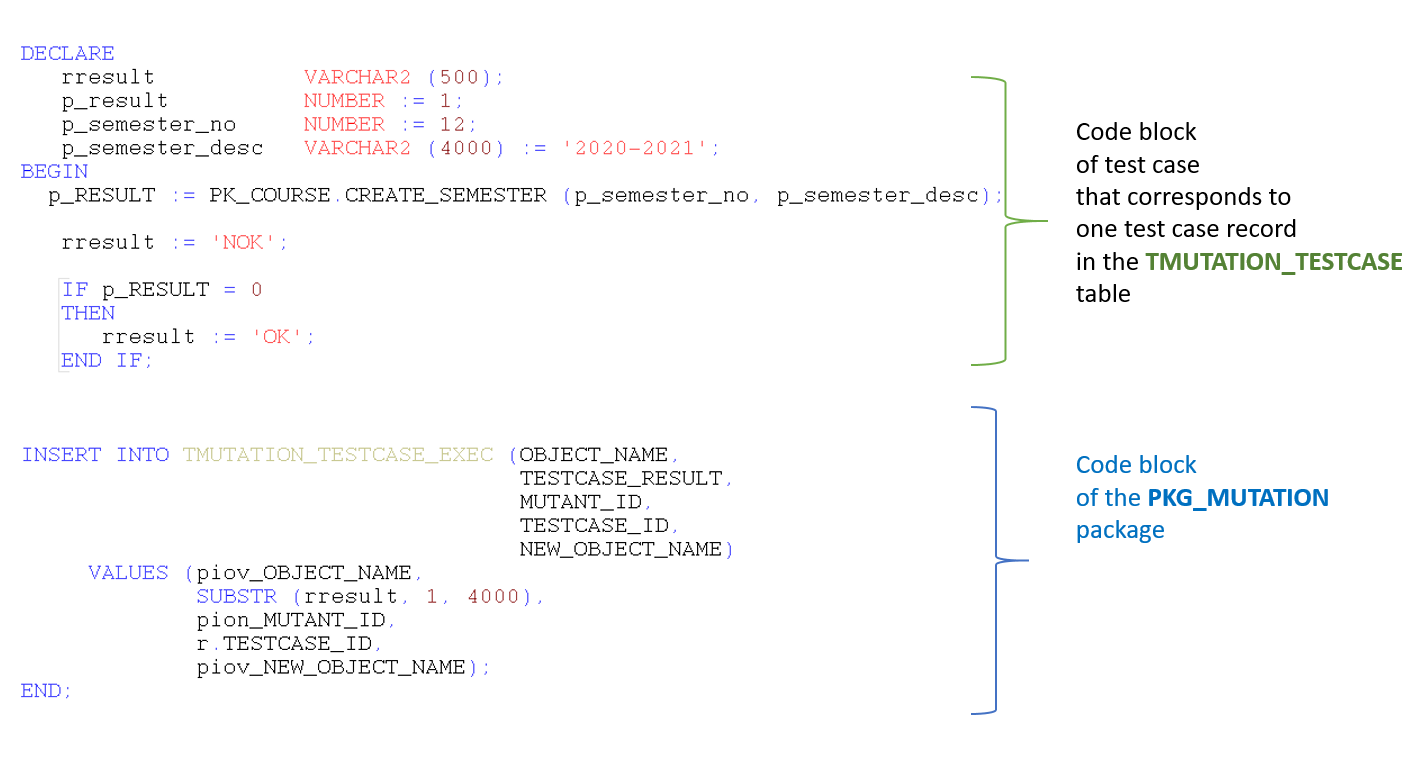 DECLARE
rresult VARCHAR2 (500);
p_result NUMBER := 1;
p_semester_no NUMBER := 12;
p_semester_desc VARCHAR2 (4000) := '2020-2021';
BEGIN
p_RESULT := PK_COURSE.CREATE_SEMESTER (p_semester_no, p_semester_desc);
rresult := 'NOK';
IF p_RESULT = 0
THEN
rresult := 'OK';
END IF;
Code block
of test case
that corresponds to
one test case record
in the TMUTATION_TESTCASE
table
INSERT INTO TMUTATION_TESTCASE_EXEC (OBJECT_NAME,
TESTCASE_RESULT,
MUTANT_ID,
TESTCASE_ID,
NEW_OBJECT_NAME)
VALUES (piov_OBJECT_NAME,
SUBSTR (rresult, 1, 4000),
pion_MUTANT_ID,
r.TESTCASE_ID,
piov_NEW_OBJECT_NAME);
END;
Code block
of the PKG_MUTATION
package